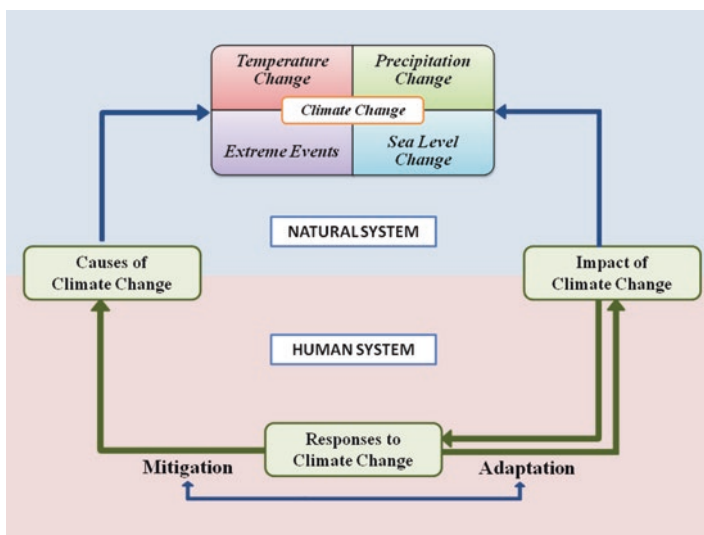 Temperature
Change
Precipitation
Change
Climate Change
Extreme Events
Sea Level
Change
NATURAL SYSTEM
Causes of
Climate Change
Impact of
Climate Change
HUMAN SYSTEM
Responses to
Climate Change
Mitigation
Adaptation